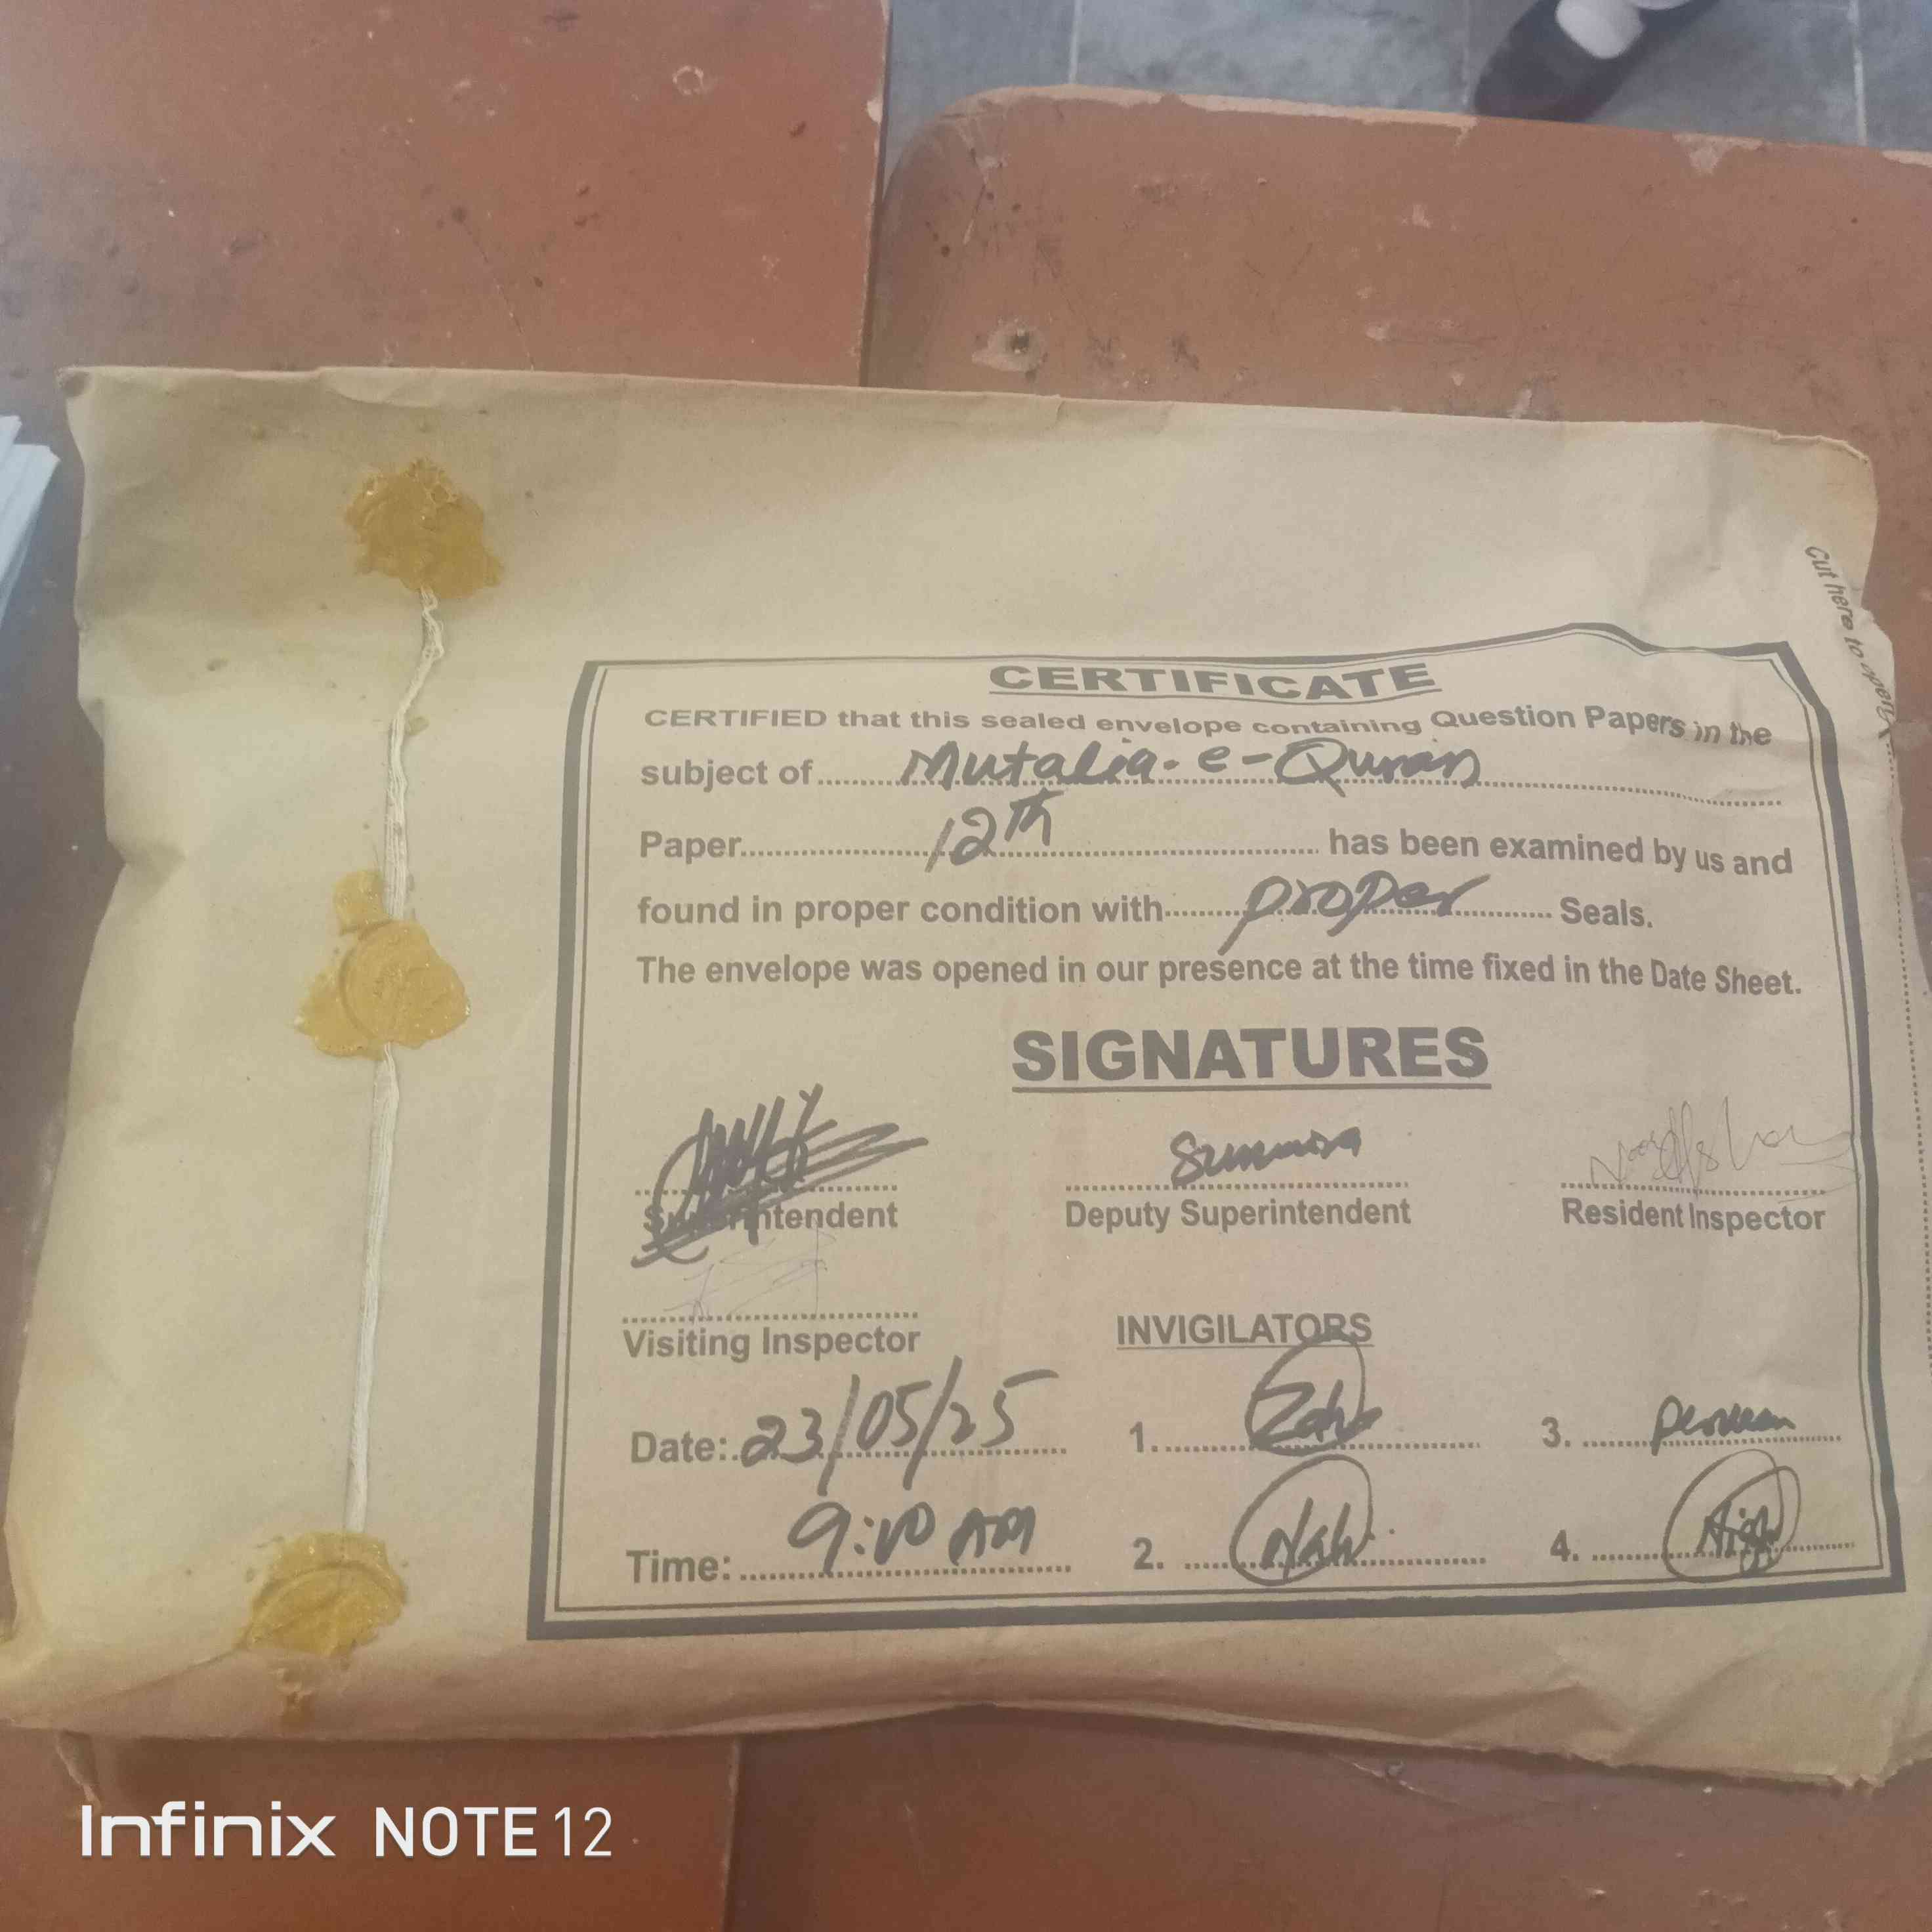 Cut here to open
CERTIFICATE
CERTIFIED that this sealed envelope containing Question Papers in the
subject of Mutalia-e-Quran
Paper 12th has been examined by us and
found in proper condition with proper Seals.
The envelope was opened in our presence at the time fixed in the Date Sheet.
SIGNATURES
Superintendent
Deputy Superintendent
Resident Inspector
Visiting Inspector
INVIGILATORS
Date: 23/05/25 1. 3.
Time: 9:10 AM 2. 4.
Infinix NOTE 12